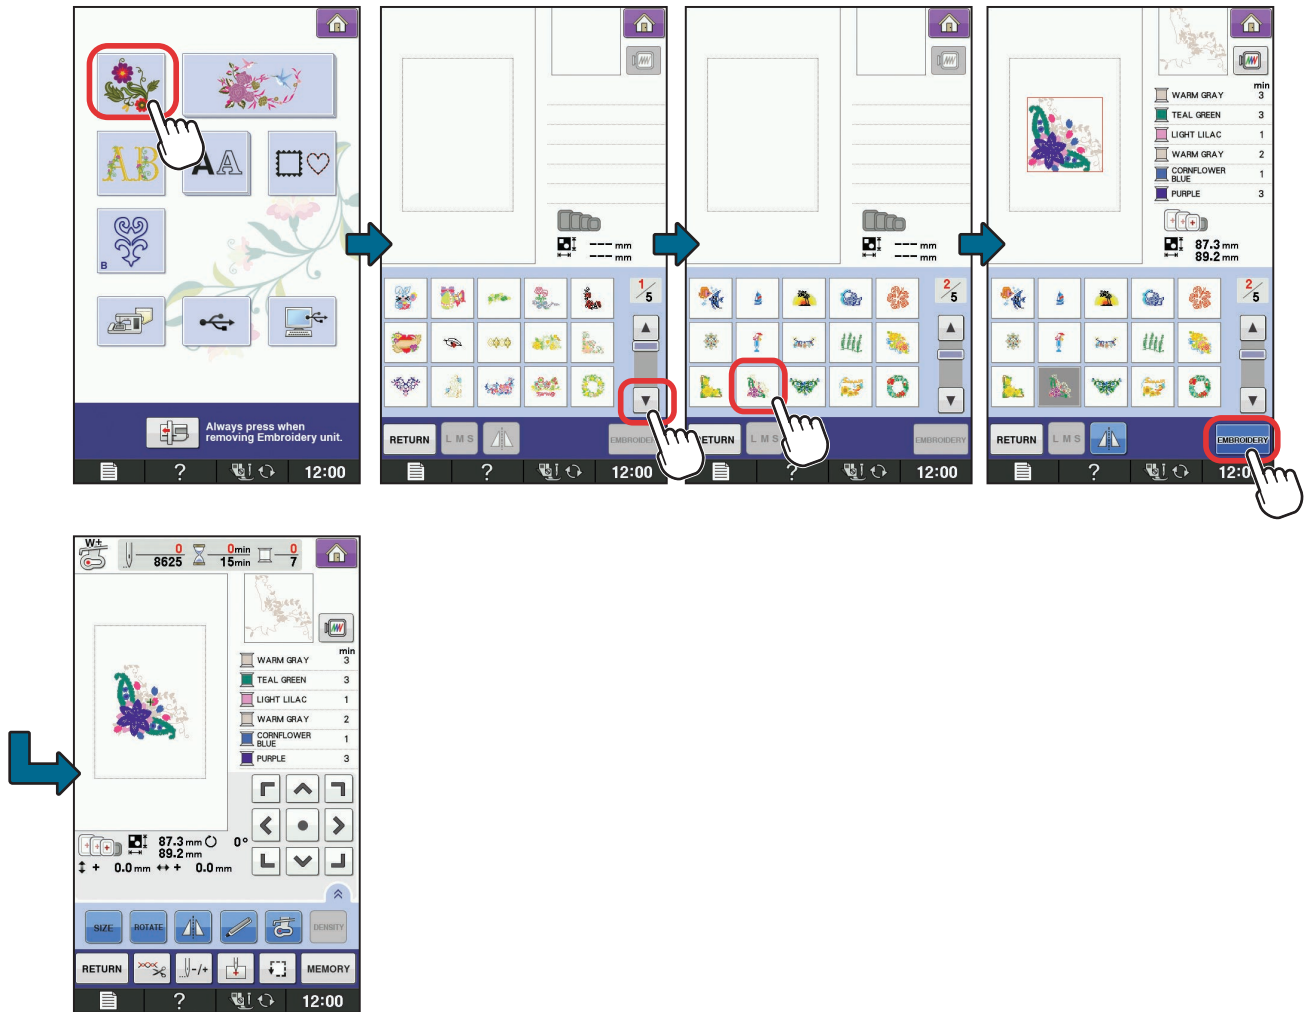 AB
AA
B
Always press when
removing Embroidery unit.
12:00
--- mm
--- mm
1/5
RETURN
L M S
EMBROIDERY
12:00
--- mm
--- mm
2/5
RETURN
L M S
EMBROIDERY
12:00
min
WARM GRAY 3
TEAL GREEN 3
LIGHT LILAC 1
WARM GRAY 2
CORNFLOWER
BLUE 1
PURPLE 3
87.3 mm
89.2 mm
2/5
RETURN
L M S
EMBROIDERY
W+
0
8625
0min
15min
0
7
min
WARM GRAY 3
TEAL GREEN 3
LIGHT LILAC 1
WARM GRAY 2
CORNFLOWER
BLUE 1
PURPLE 3
87.3 mm 0°
89.2 mm
+ 0.0 mm + 0.0 mm
SIZE
ROTATE
DENSITY
RETURN
-/+
MEMORY
? 12:00